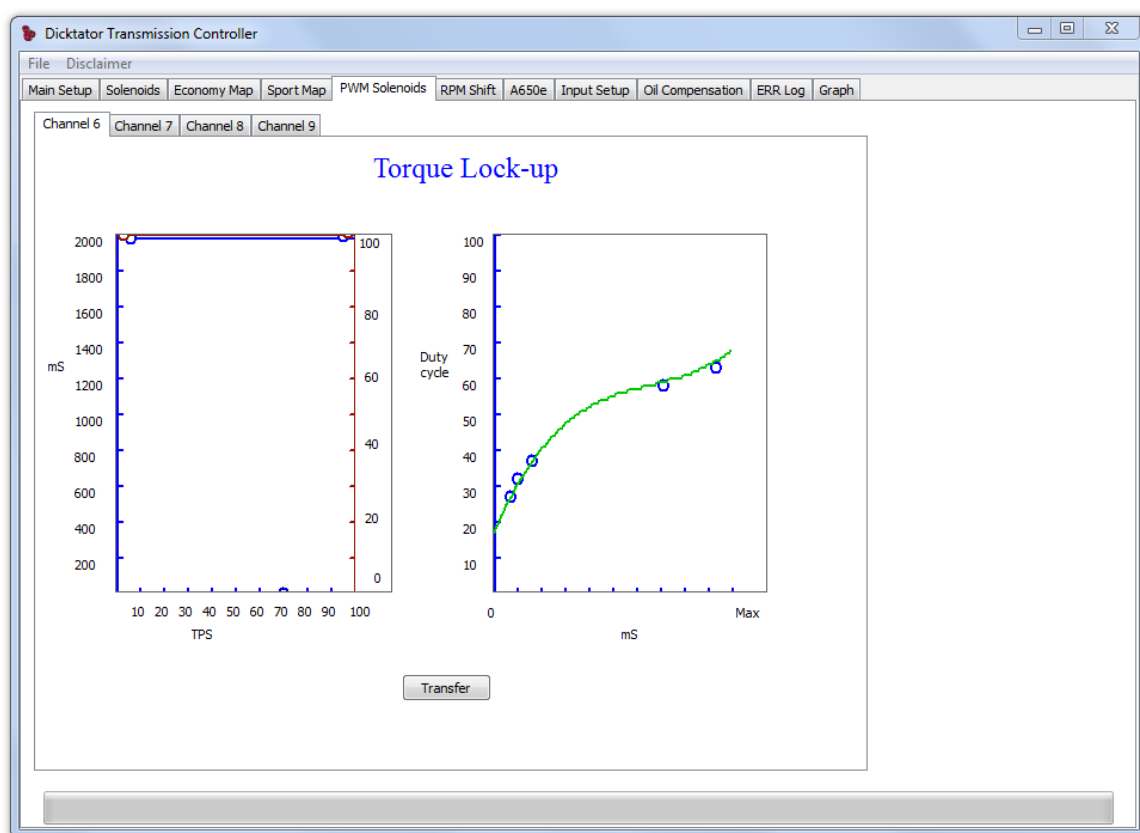 Dicktator Transmission Controller
File Disclaimer
Main Setup Solenoids Economy Map Sport Map PWM Solenoids RPM Shift A650e Input Setup Oil Compensation ERR Log Graph
Channel 6 Channel 7 Channel 8 Channel 9
Torque Lock-up
2000
1800
1600
1400
1200
1000
800
600
400
200
mS
100
80
60
40
20
0
10 20 30 40 50 60 70 80 90 100
TPS
100
90
80
70
60
50
40
30
20
10
Duty
cycle
0 Max
mS
Transfer